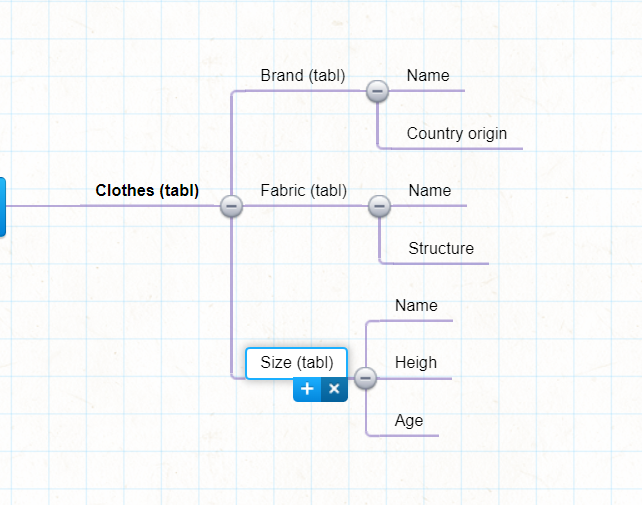 Brand (tabl)
Name
Country origin
Clothes (tabl)
Fabric (tabl)
Name
Structure
Name
Size (tabl)
Heigh
Age